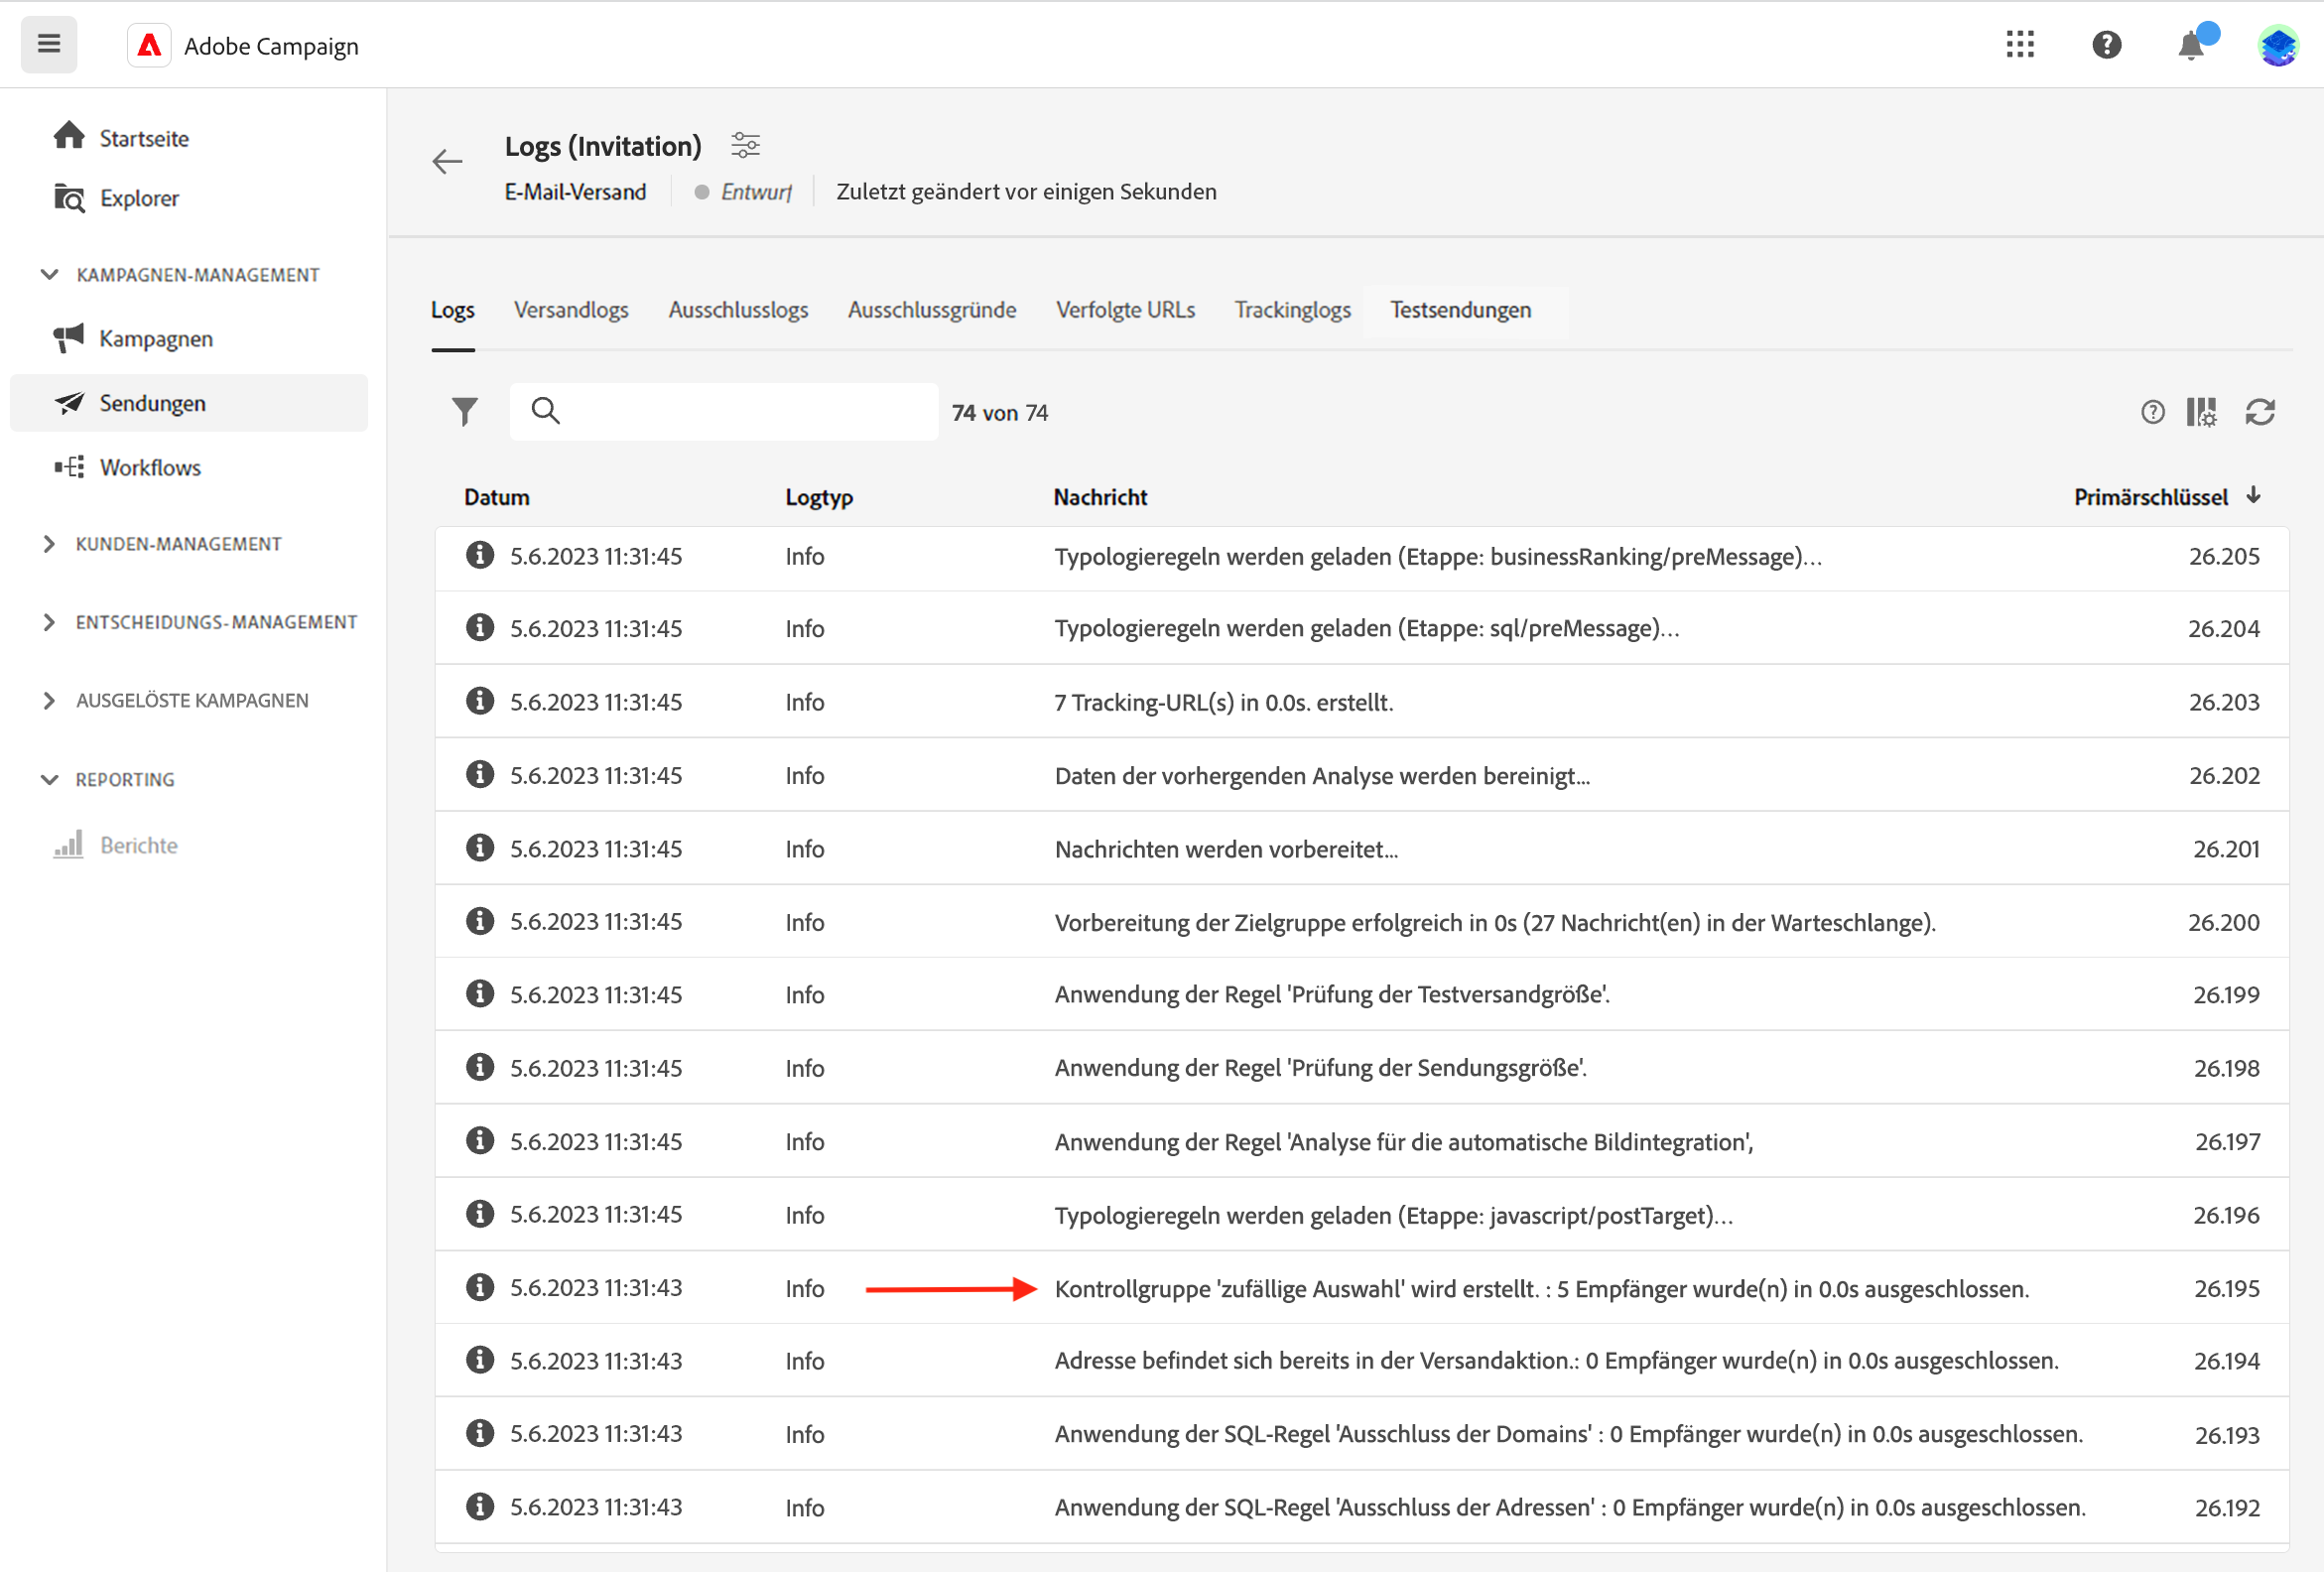 Adobe Campaign
Startseite
Explorer
KAMPAGNEN-MANAGEMENT
Kampagnen
Sendungen
Workflows
KUNDEN-MANAGEMENT
ENTSCHEIDUNGS-MANAGEMENT
AUSGELÖSTE KAMPAGNEN
REPORTING
Berichte
Logs (Invitation)
E-Mail-Versand Entwurf Zuletzt geändert vor einigen Sekunden
Logs Versandlogs Ausschlusslogs Ausschlussgründe Verfolgte URLs Trackinglogs Testsendungen
74 von 74
Datum Logtyp Nachricht Primärschlüssel
5.6.2023 11:31:45 Info Typologieregeln werden geladen (Etappe: businessRanking/preMessage)… 26.205
5.6.2023 11:31:45 Info Typologieregeln werden geladen (Etappe: sql/preMessage)… 26.204
5.6.2023 11:31:45 Info 7 Tracking-URL(s) in 0.0s. erstellt. 26.203
5.6.2023 11:31:45 Info Daten der vorhergenden Analyse werden bereinigt... 26.202
5.6.2023 11:31:45 Info Nachrichten werden vorbereitet... 26.201
5.6.2023 11:31:45 Info Vorbereitung der Zielgruppe erfolgreich in 0s (27 Nachricht(en) in der Warteschlange). 26.200
5.6.2023 11:31:45 Info Anwendung der Regel 'Prüfung der Testversandgröße'. 26.199
5.6.2023 11:31:45 Info Anwendung der Regel 'Prüfung der Sendungsgröße'. 26.198
5.6.2023 11:31:45 Info Anwendung der Regel 'Analyse für die automatische Bildintegration', 26.197
5.6.2023 11:31:45 Info Typologieregeln werden geladen (Etappe: javascript/postTarget)… 26.196
5.6.2023 11:31:43 Info Kontrollgruppe 'zufällige Auswahl' wird erstellt. : 5 Empfänger wurde(n) in 0.0s ausgeschlossen. 26.195
5.6.2023 11:31:43 Info Adresse befindet sich bereits in der Versandaktion.: 0 Empfänger wurde(n) in 0.0s ausgeschlossen. 26.194
5.6.2023 11:31:43 Info Anwendung der SQL-Regel 'Ausschluss der Domains' : 0 Empfänger wurde(n) in 0.0s ausgeschlossen. 26.193
5.6.2023 11:31:43 Info Anwendung der SQL-Regel 'Ausschluss der Adressen' : 0 Empfänger wurde(n) in 0.0s ausgeschlossen. 26.192